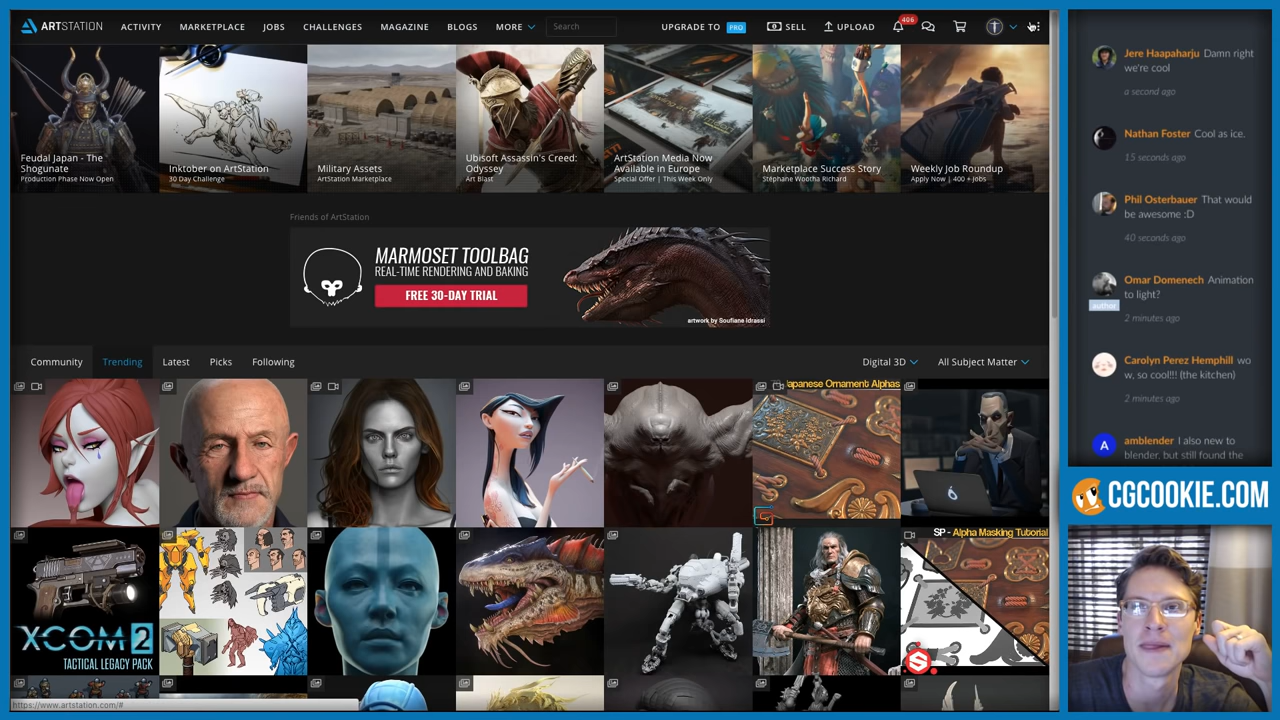 ARTSTATION
ACTIVITY
MARKETPLACE
JOBS
CHALLENGES
MAGAZINE
BLOGS
MORE
Search
UPGRADE TO PRO
SELL
UPLOAD
406
Feudal Japan - The
Shogunate
Production Phase Now Open
Inktober on ArtStation
30 Day Challenge
Military Assets
ArtStation Marketplace
Ubisoft Assassin's Creed:
Odyssey
Art Blast
ArtStation Media Now
Available in Europe
Special Offer | This Week Only
Marketplace Success Story
Stéphane Wootha Richard
Weekly Job Roundup
Apply Now | 400 + Jobs
Friends of ArtStation
MARMOSET TOOLBAG
REAL-TIME RENDERING AND BAKING
FREE 30-DAY TRIAL
artwork by Soufiane Idrassi
Community
Trending
Latest
Picks
Following
Digital 3D
All Subject Matter
Japanese Ornament Alphas
XCOM 2
TACTICAL LEGACY PACK
SP - Alpha Masking Tutorial
https://www.artstation.com/#
Jere Haapaharju Damn right
we're cool
a second ago
Nathan Foster Cool as ice.
15 seconds ago
Phil Osterbauer That would
be awesome :D
40 seconds ago
Omar Domenech Animation
to light?
author
2 minutes ago
Carolyn Perez Hemphill wo
w, so cool!!! (the kitchen)
2 minutes ago
A
amblender I also new to
blender, but still found the
CGCOOKIE.COM